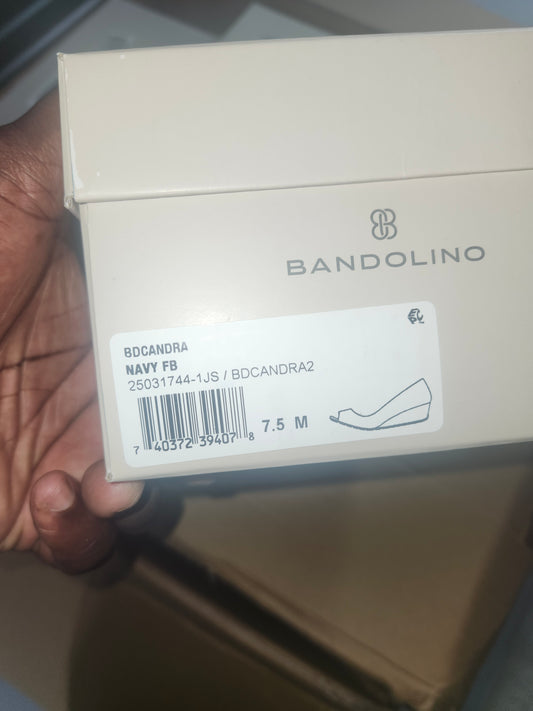 BANDOLINO
BDCANDRA
NAVY FB
25031744-1JS / BDCANDRA2
7.5 M
7 40372 39407 8